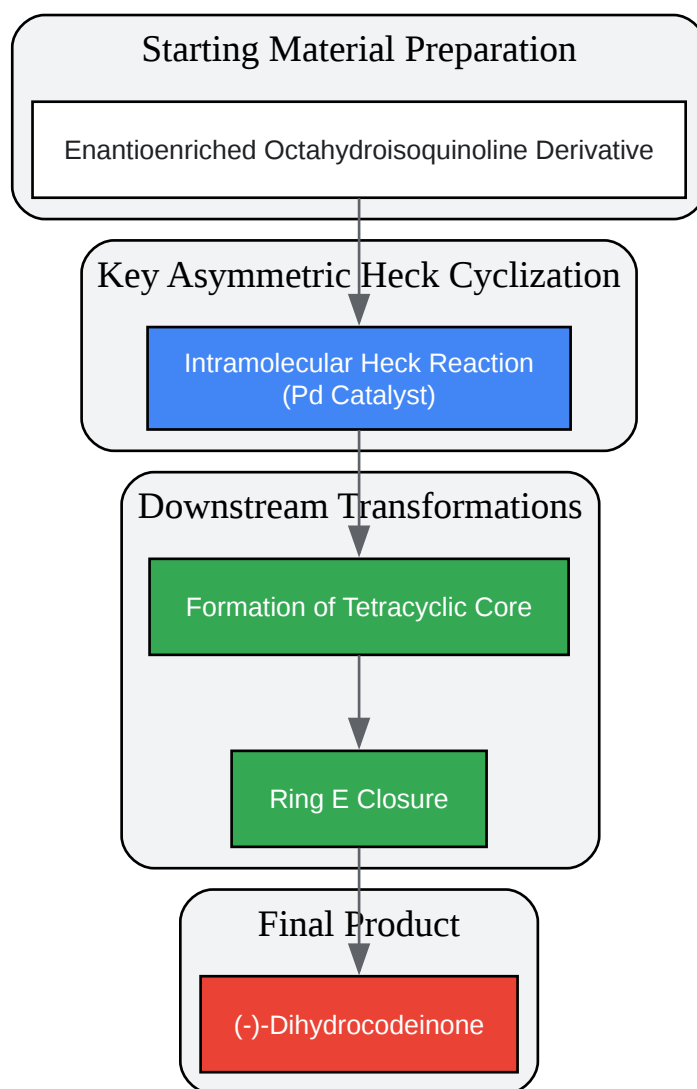 Starting Material Preparation
Enantioenriched Octahydroisoquinoline Derivative
Key Asymmetric Heck Cyclization
Intramolecular Heck Reaction
(Pd Catalyst)
Downstream Transformations
Formation of Tetracyclic Core
Ring E Closure
Final Product
(-)-Dihydrocodeinone